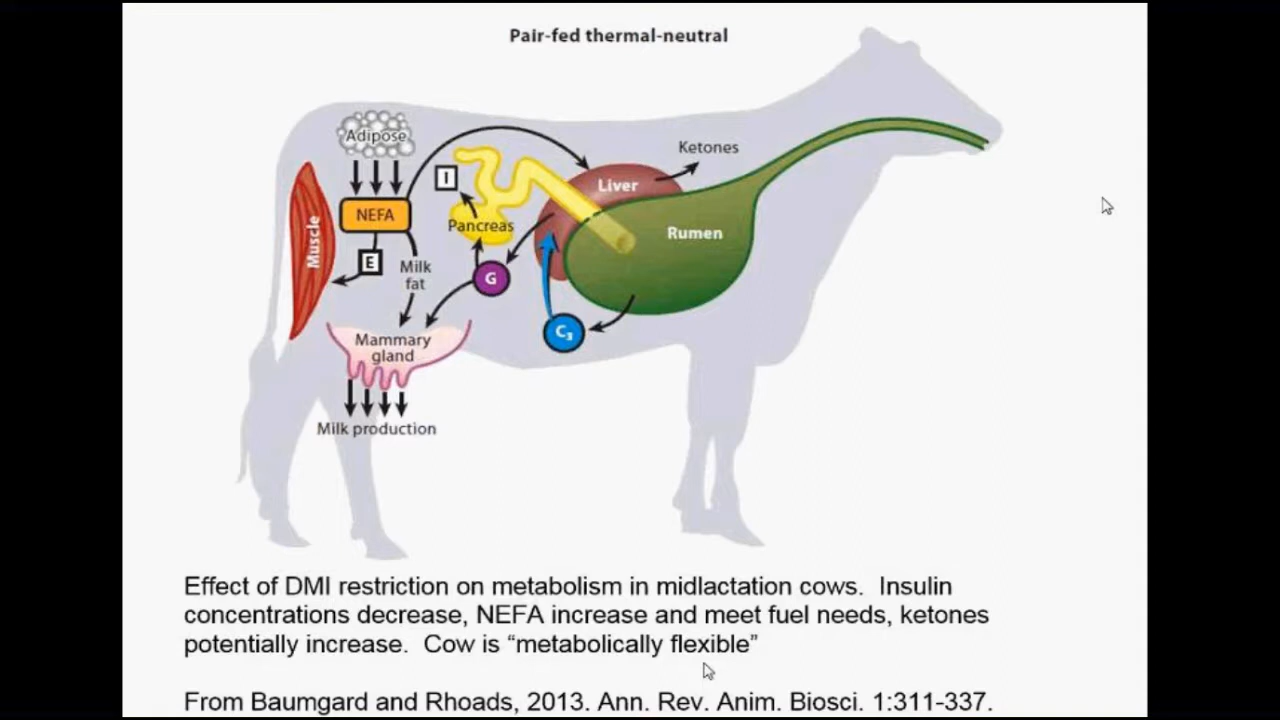 Pair-fed thermal-neutral
Adipose
Ketones
I
Liver
NEFA
Muscle
Pancreas
Rumen
E
Milk
fat
G
C₃
Mammary
gland
Milk production
Effect of DMI restriction on metabolism in midlactation cows.  Insulin
concentrations decrease, NEFA increase and meet fuel needs, ketones
potentially increase.  Cow is “metabolically flexible”
From Baumgard and Rhoads, 2013. Ann. Rev. Anim. Biosci. 1:311-337.